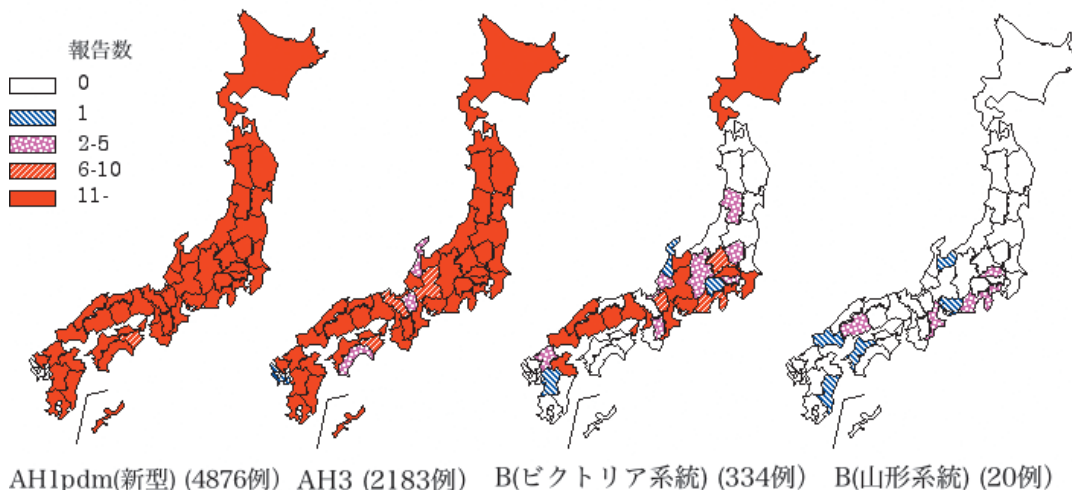 報告数
0
1
2-5
6-10
11-
AH1pdm(新型) (4876例)
AH3 (2183例)
B(ビクトリア系統) (334例)
B(山形系統) (20例)